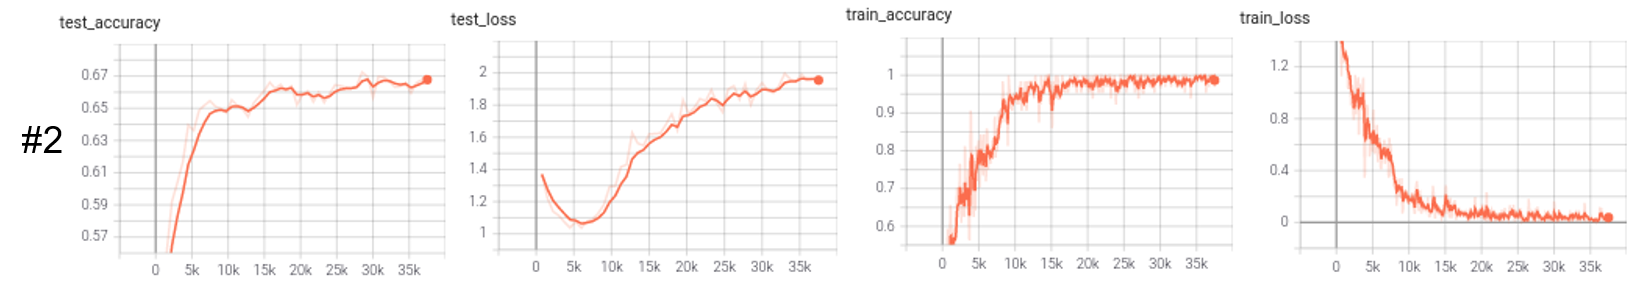 #2
test_accuracy
0.67
0.65
0.63
0.61
0.59
0.57
0 5k 10k 15k 20k 25k 30k 35k
test_loss
2
1.8
1.6
1.4
1.2
1
0 5k 10k 15k 20k 25k 30k 35k
train_accuracy
1
0.9
0.8
0.7
0.6
0 5k 10k 15k 20k 25k 30k 35k
train_loss
1.2
0.8
0.4
0
0 5k 10k 15k 20k 25k 30k 35k